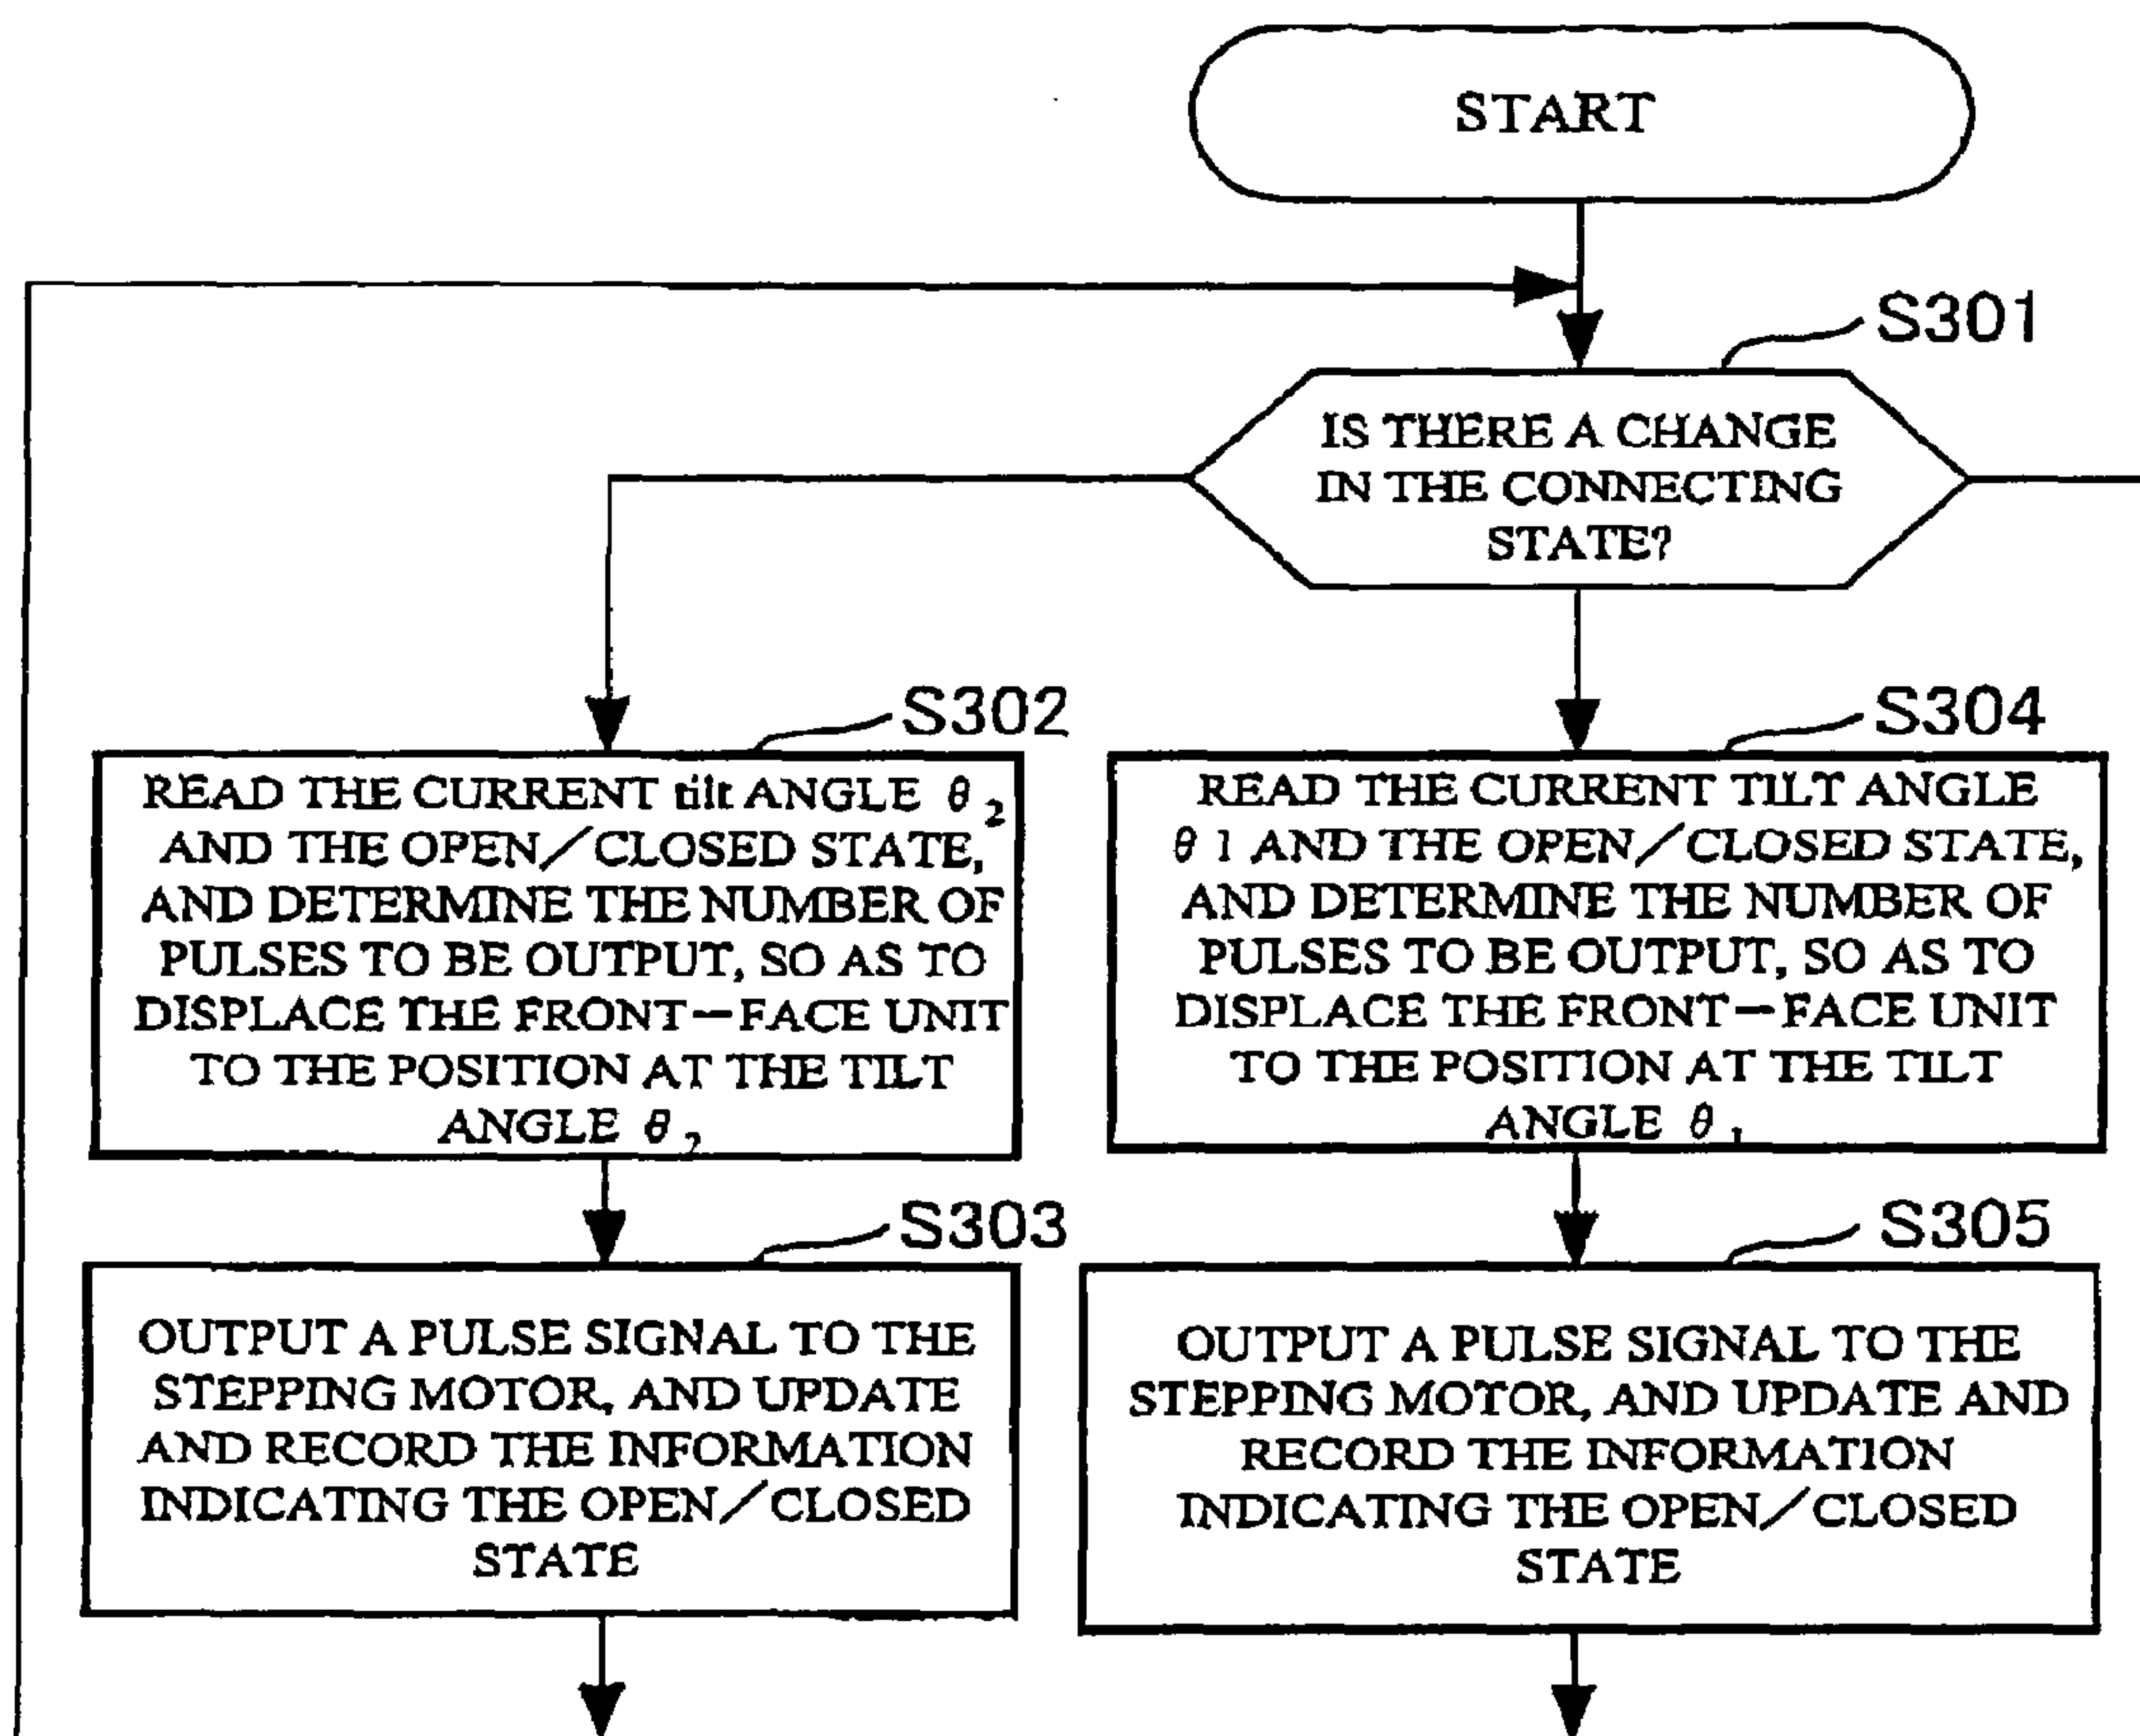 START
S301
IS THERE A CHANGE
IN THE CONNECTING
STATE?
S302
READ THE CURRENT tilt ANGLE θ₂
AND THE OPEN/CLOSED STATE,
AND DETERMINE THE NUMBER OF
PULSES TO BE OUTPUT, SO AS TO
DISPLACE THE FRONT-FACE UNIT
TO THE POSITION AT THE TILT
ANGLE θ₂
S304
READ THE CURRENT TILT ANGLE
θ1 AND THE OPEN/CLOSED STATE,
AND DETERMINE THE NUMBER OF
PULSES TO BE OUTPUT, SO AS TO
DISPLACE THE FRONT-FACE UNIT
TO THE POSITION AT THE TILT
ANGLE θ₁
S303
OUTPUT A PULSE SIGNAL TO THE
STEPPING MOTOR, AND UPDATE
AND RECORD THE INFORMATION
INDICATING THE OPEN/CLOSED
STATE
S305
OUTPUT A PULSE SIGNAL TO THE
STEPPING MOTOR, AND UPDATE AND
RECORD THE INFORMATION
INDICATING THE OPEN/CLOSED
STATE